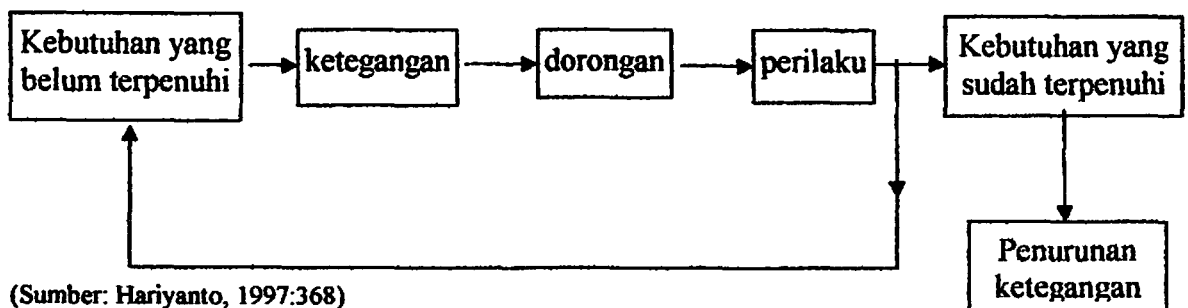 Kebutuhan yang
belum terpenuhi
ketegangan
dorongan
perilaku
Kebutuhan yang
sudah terpenuhi
Penurunan
ketegangan
(Sumber: Hariyanto, 1997:368)